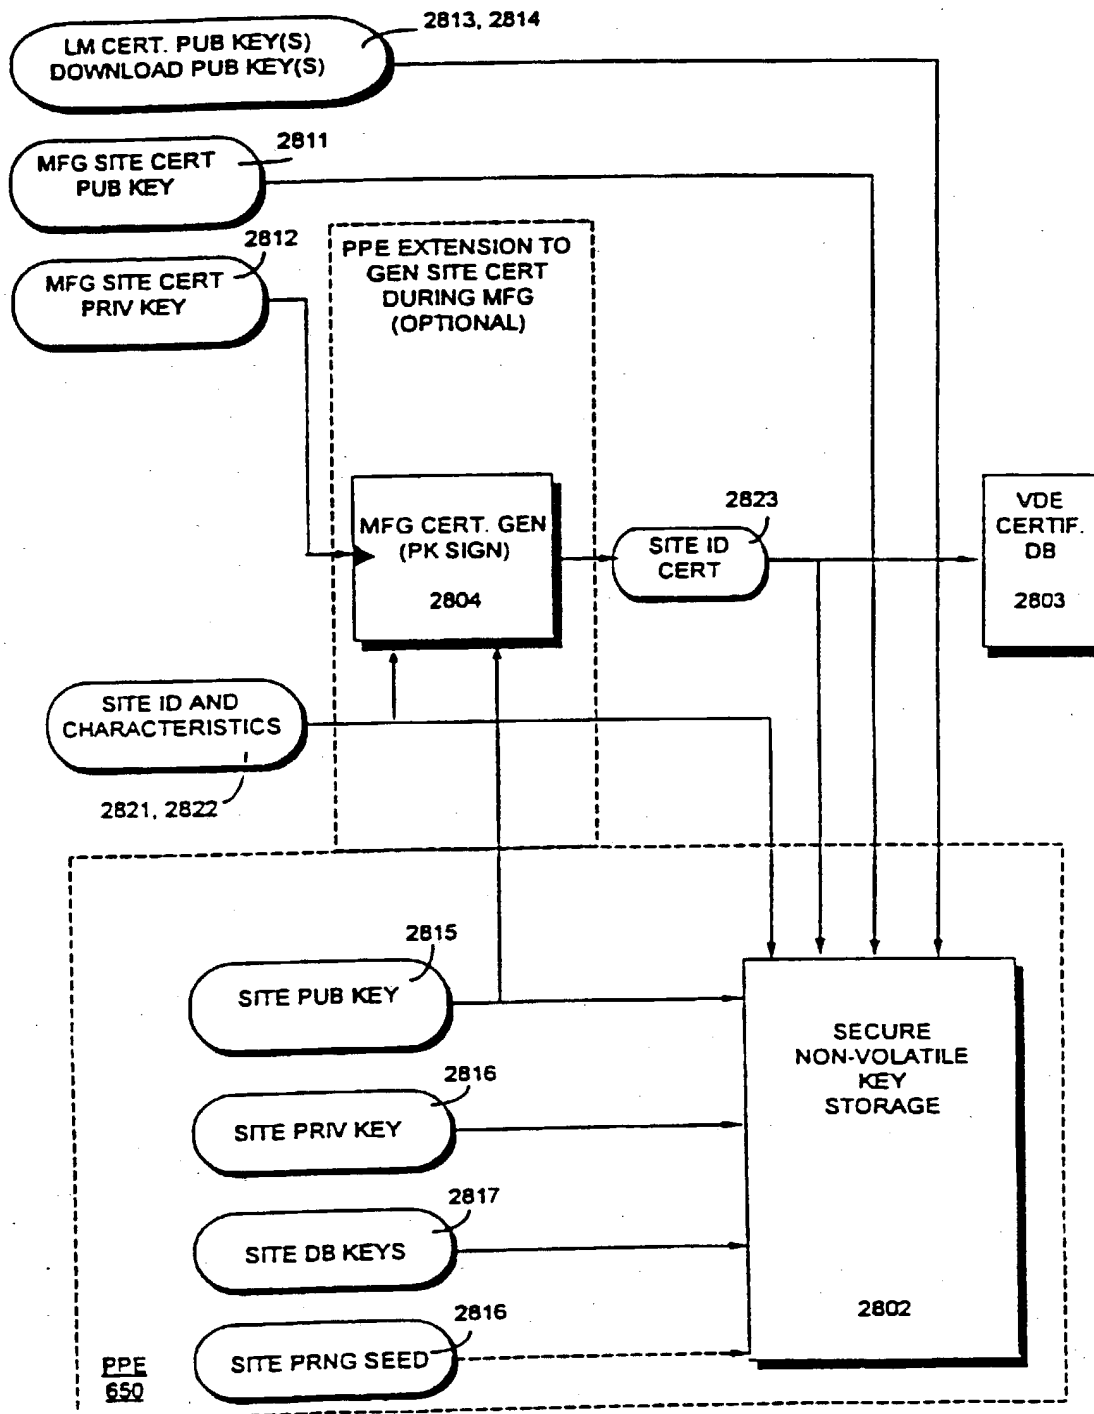 2813, 2814
LM CERT. PUB KEY(S)
DOWNLOAD PUB KEY(S)
2811
MFG SITE CERT
PUB KEY
2812
MFG SITE CERT
PRIV KEY
PPE EXTENSION TO
GEN SITE CERT
DURING MFG
(OPTIONAL)
MFG CERT. GEN
(PK SIGN)
2804
2823
SITE ID
CERT
VDE
CERTIF.
DB
2803
SITE ID AND
CHARACTERISTICS
2821, 2822
2815
SITE PUB KEY
2816
SITE PRIV KEY
2817
SITE DB KEYS
2816
SITE PRNG SEED
SECURE
NON-VOLATILE
KEY
STORAGE
2802
PPE
650